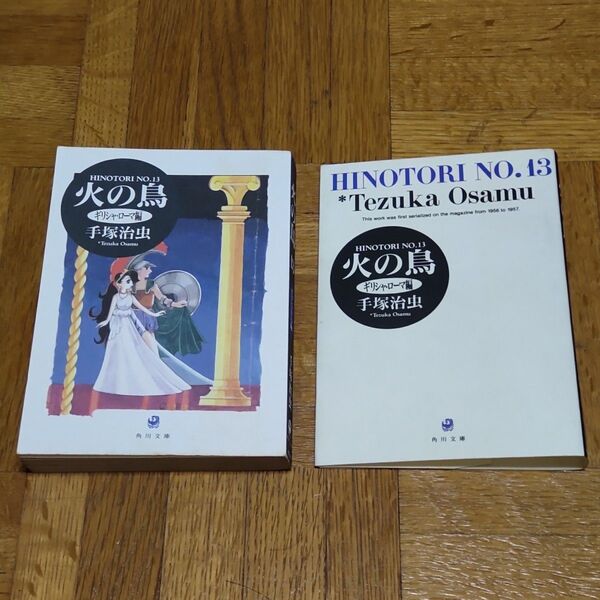 HINOTORI NO.13
火の鳥
ギリシャ・ローマ編
手塚治虫
*Tezuka Osamu
角川文庫
HINOTORI NO.13
*Tezuka Osamu
This work was first serialized on the magazine from 1956 to 1957.
HINOTORI NO.13
火の鳥
ギリシャ・ローマ編
手塚治虫
*Tezuka Osamu
角川文庫